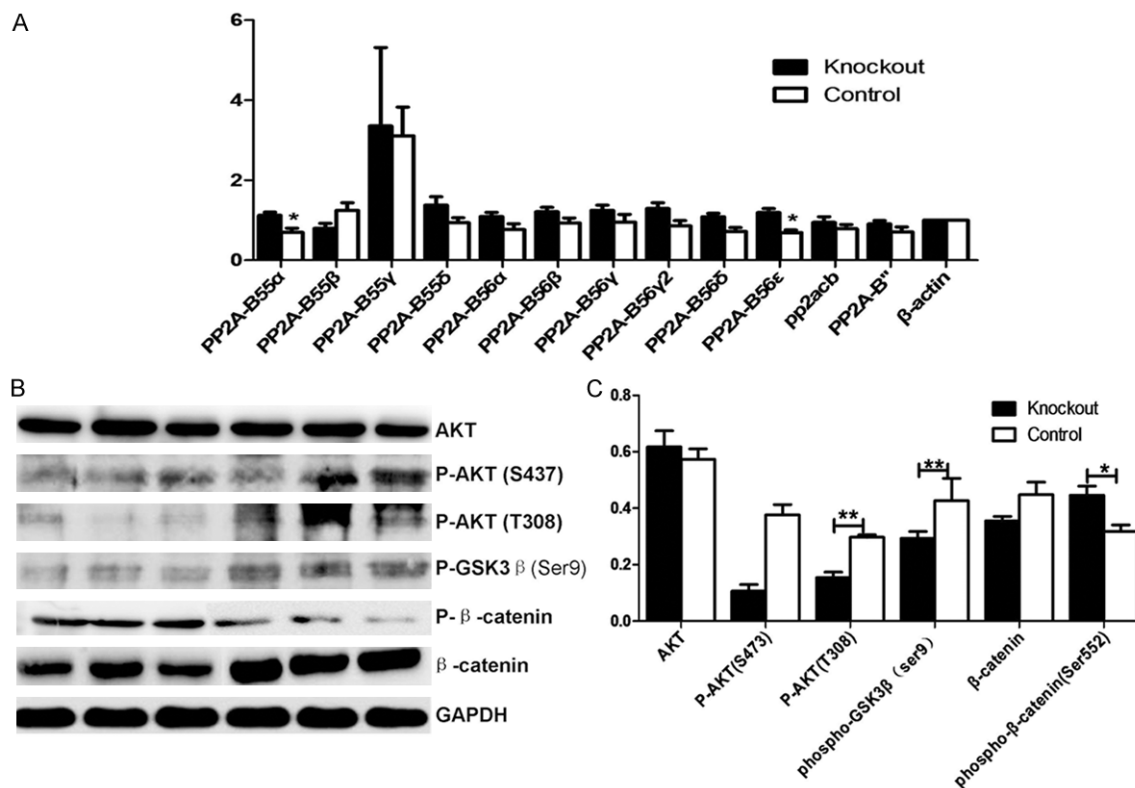 A
6
4
2
0
Knockout
Control
*
*
PP2A-B55α
PP2A-B55β
PP2A-B55γ
PP2A-B55δ
PP2A-B56α
PP2A-B56β
PP2A-B56γ
PP2A-B56γ2
PP2A-B56δ
PP2A-B56ε
pp2acb
PP2A-B"
β-actin
B
AKT
P-AKT (S437)
P-AKT (T308)
P-GSK3β(Ser9)
P-β-catenin
β-catenin
GAPDH
C
0.8
0.6
0.4
0.2
0.0
Knockout
Control
**
**
*
AKT
P-AKT(S473)
P-AKT(T308)
phospho-GSK3β（ser9）
β-catenin
phospho-β-catenin(Ser552)